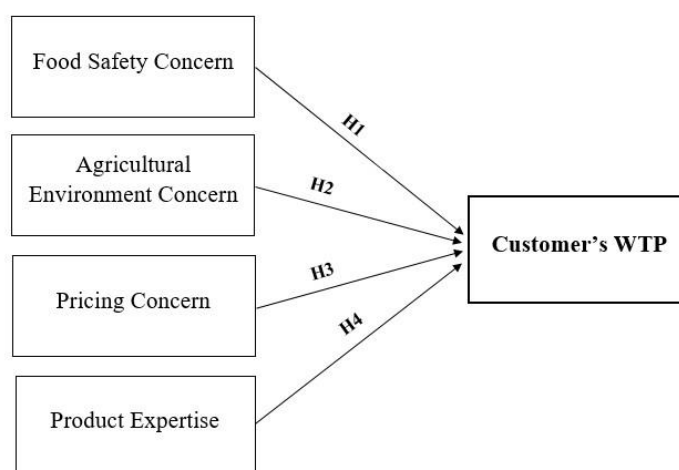 Food Safety Concern
H1
Agricultural
Environment Concern
H2
Customer's WTP
Pricing Concern
H3
H4
Product Expertise